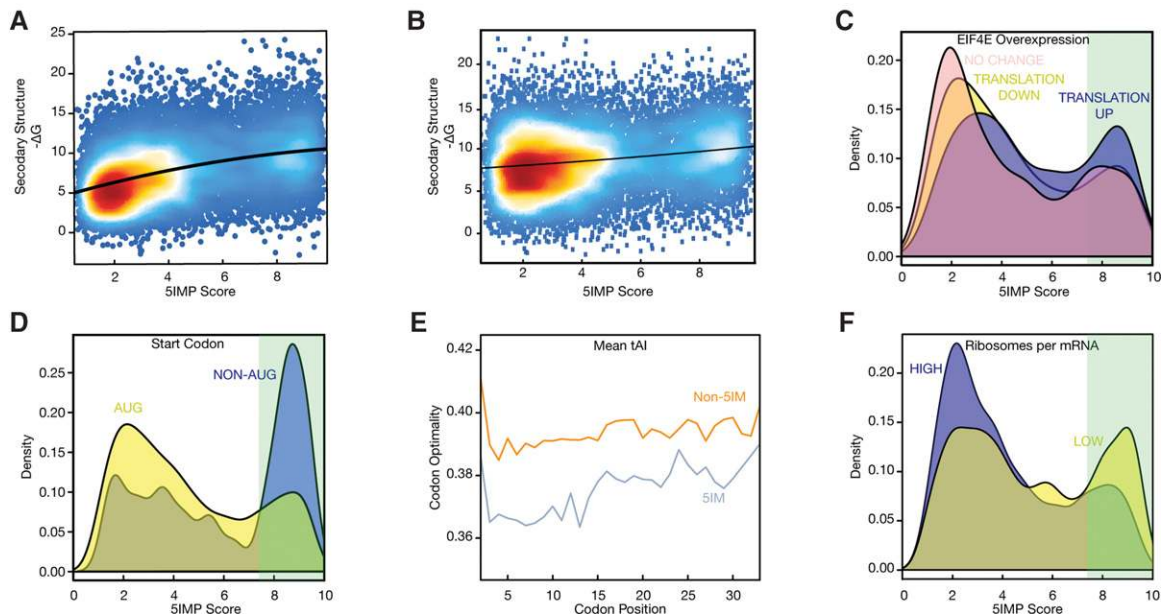 A
Secodary Structure
-ΔG
25
20
15
10
5
0
2
4
6
8
5IMP Score
B
Secodary Structure
-ΔG
25
20
15
10
5
0
2
4
6
8
5IMP Score
C
EIF4E Overexpression
NO CHANGE
TRANSLATION
DOWN
TRANSLATION
UP
Density
0.20
0.15
0.10
0.05
0.00
0
2
4
6
8
10
5IMP Score
D
Start Codon
NON-AUG
AUG
Density
0.25
0.20
0.15
0.10
0.05
0.00
0
2
4
6
8
10
5IMP Score
E
Mean tAI
Non-5IM
5IM
Codon Optimality
0.42
0.40
0.38
0.36
5
10
15
20
25
30
Codon Position
F
Ribosomes per mRNA
HIGH
LOW
Density
0.20
0.15
0.10
0.05
0.00
0
2
4
6
8
10
5IMP Score